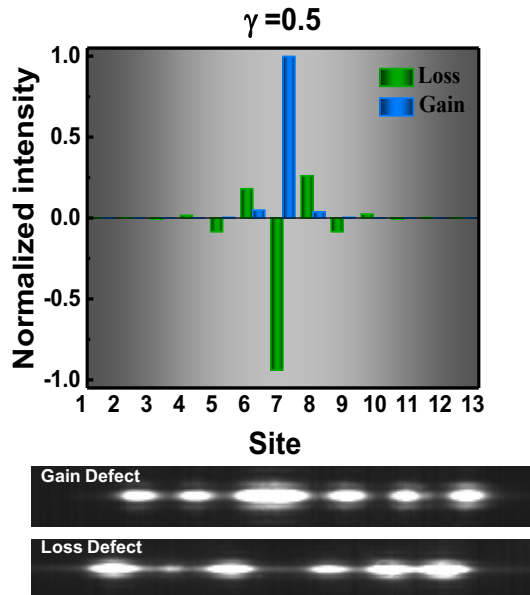 γ =0.5
Normalized intensity
1.0
0.5
0.0
-0.5
-1.0
Loss
Gain
1 2 3 4 5 6 7 8 9 10 11 12 13
Site
Gain Defect
Loss Defect